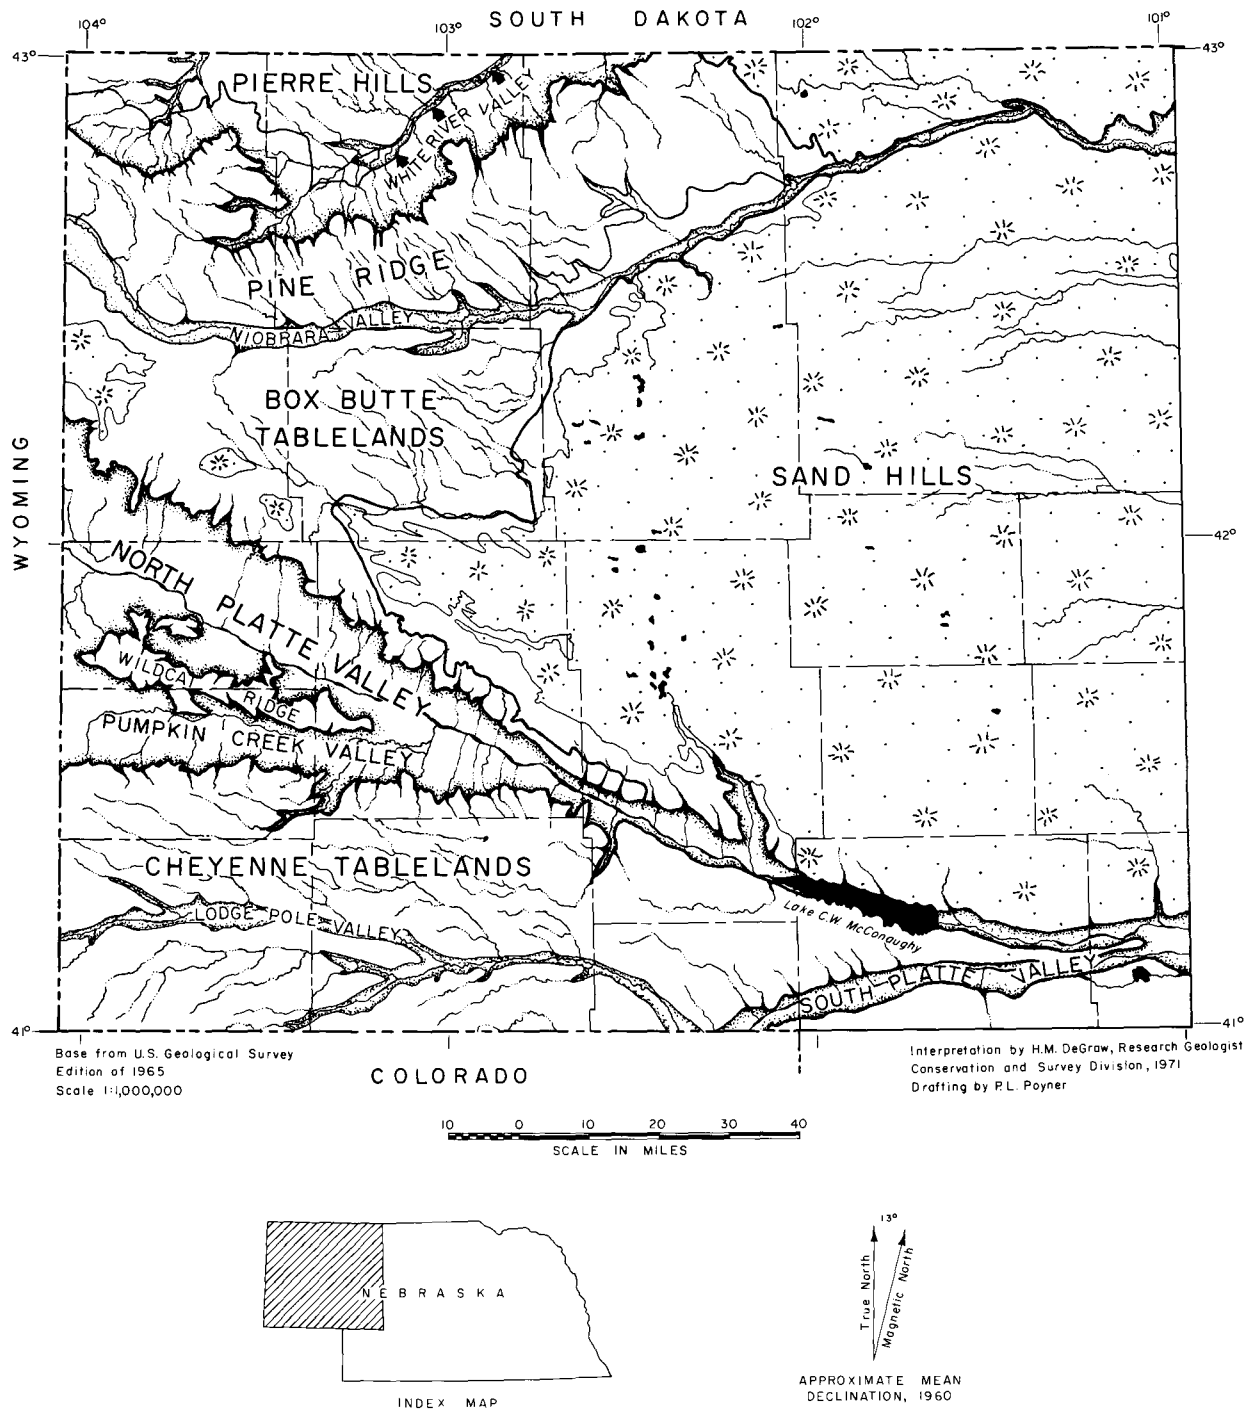 SOUTH DAKOTA
104°
103°
102°
101°
43°
43°
PIERRE HILLS
WHITE RIVER VALLEY
PINE RIDGE
NIOBRARA VALLEY
BOX BUTTE
TABLELANDS
SAND HILLS
WYOMING
42°
NORTH PLATTE VALLEY
WILDCAT RIDGE
PUMPKIN CREEK VALLEY
CHEYENNE TABLELANDS
LODGE POLE VALLEY
Lake C.W. McConaughy
SOUTH PLATTE VALLEY
41°
41°
Base from U.S. Geological Survey
Edition of 1965
Scale 1:1,000,000
COLORADO
Interpretation by H.M. DeGraw, Research Geologist
Conservation and Survey Division, 1971
Drafting by P.L. Poyner
10 0 10 20 30 40
SCALE IN MILES
NEBRASKA
INDEX MAP
13°
True North
Magnetic North
APPROXIMATE MEAN
DECLINATION, 1960